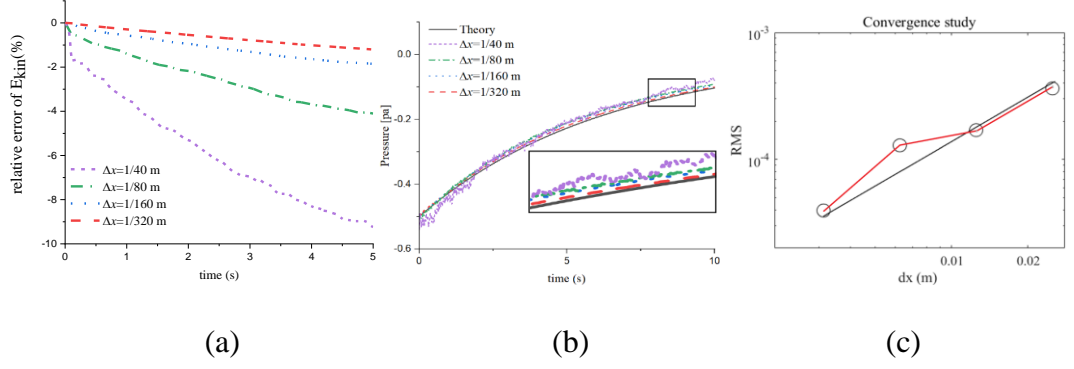 relative error of Ekin(%)
0
-2
-4
-6
-8
-10
Δx=1/40 m
Δx=1/80 m
Δx=1/160 m
Δx=1/320 m
0
1
2
3
4
5
time (s)
(a)
Pressure [pa]
0.0
-0.2
-0.4
-0.6
Theory
Δx=1/40 m
Δx=1/80 m
Δx=1/160 m
Δx=1/320 m
0
5
10
time (s)
(b)
Convergence study
RMS
10-3
10-4
0.01
0.02
dx (m)
(c)